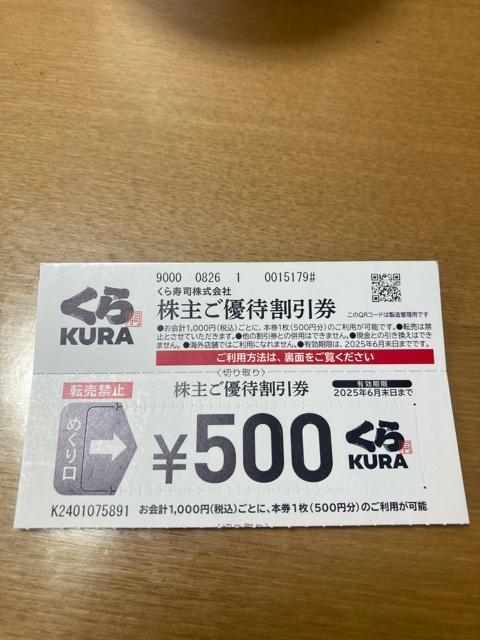 9000 0826 1 0015179#
くら寿司株式会社
くら
KURA
株主ご優待割引券
このQRコードは製造管理用です
●お会計1,000円(税込)ごとに、本券1枚(500円分)のご利用が可能です。●転売は禁
止とさせていただきます。●他の割引券との併用はできません。●現金との引き換えはでき
ません。●海外店舗ではご利用になれません。●有効期限は、2025年6月末日までです。
ご利用方法は、裏面をご覧ください
〈切り取り〉
転売禁止
株主ご優待割引券
有効期限
2025年6月末日まで
めくり口
¥500
くら
KURA
K2401075891 お会計1,000円(税込)ごとに、本券1枚(500円分)のご利用が可能
〈切り取り〉